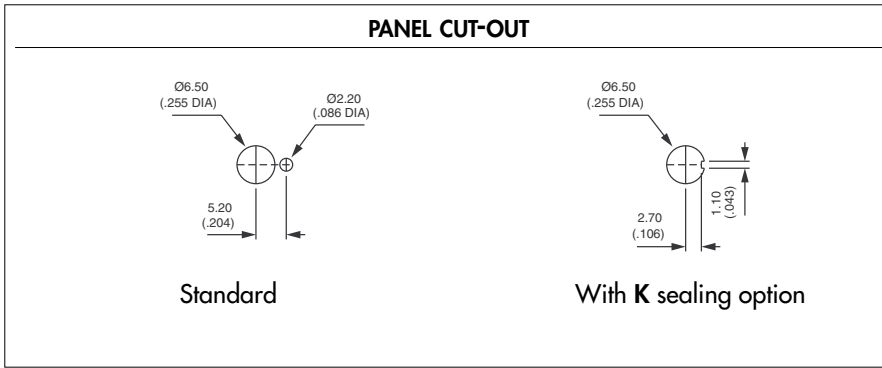 PANEL CUT-OUT
Ø6.50
(.255 DIA)
Ø2.20
(.086 DIA)
5.20
(.204)
Standard
Ø6.50
(.255 DIA)
2.70
(.106)
1.10
(.043)
With K sealing option